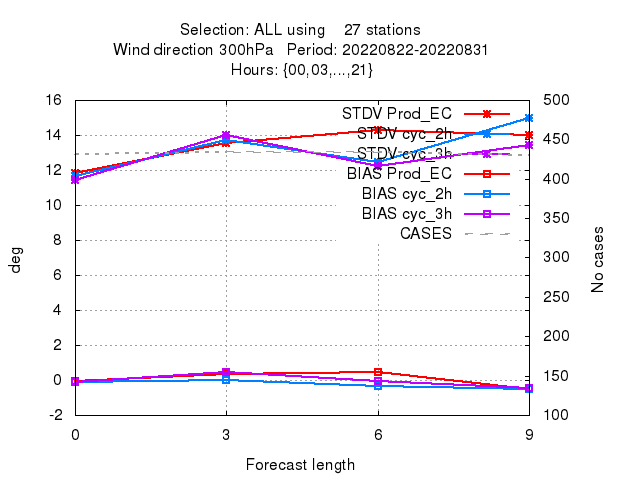 Selection: ALL using 27 stations
Wind direction 300hPa Period: 20220822-20220831
Hours: {00,03,...,21}
16
14
12
10
8
6
4
2
0
-2
deg
500
450
400
350
300
250
200
150
100
No cases
STDV Prod_EC
STDV cyc_2h
STDV cyc_3h
BIAS Prod_EC
BIAS cyc_2h
BIAS cyc_3h
CASES
0 3 6 9
Forecast length